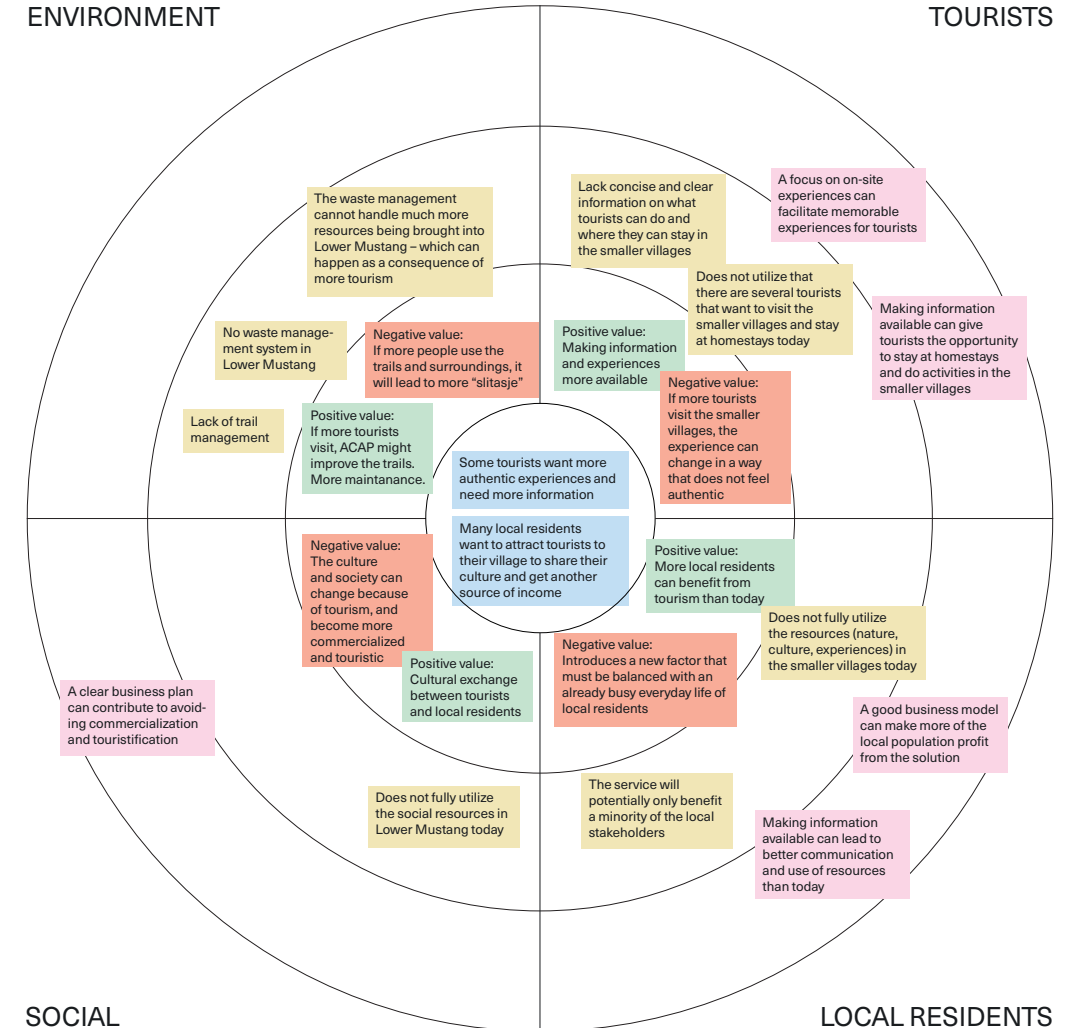 ENVIRONMENT
TOURISTS
The waste management
cannot handle much more
resources being brought into
Lower Mustang – which can
happen as a consequence of
more tourism
No waste manage-
ment system in
Lower Mustang
Lack of trail
management
Negative value:
If more people use the
trails and surroundings, it
will lead to more “slitasje”
Positive value:
If more tourists
visit, ACAP might
improve the trails.
More maintanance.
Lack concise and clear
information on what
tourists can do and
where they can stay in
the smaller villages
A focus on on-site
experiences can
facilitate memorable
experiences for tourists
Does not utilize that
there are several tourists
that want to visit the
smaller villages and stay
at homestays today
Making information
available can give
tourists the opportunity
to stay at homestays
and do activities in the
smaller villages
Positive value:
Making information
and experiences
more available
Negative value:
If more tourists
visit the smaller
villages, the
experience can
change in a way
that does not feel
authentic
Some tourists want more
authentic experiences and
need more information
Many local residents
want to attract tourists to
their village to share their
culture and get another
source of income
Negative value:
The culture
and society can
change because
of tourism, and
become more
commercialized
and touristic
Positive value:
Cultural exchange
between tourists
and local residents
A clear business plan
can contribute to avoid-
ing commercialization
and touristification
Does not fully utilize
the social resources in
Lower Mustang today
Positive value:
More local residents
can benefit from
tourism than today
Does not fully utilize
the resources (nature,
culture, experiences) in
the smaller villages today
Negative value:
Introduces a new factor that
must be balanced with an
already busy everyday life of
local residents
A good business model
can make more of the
local population profit
from the solution
The service will
potentially only benefit
a minority of the local
stakeholders
Making information
available can lead to
better communication
and use of resources
than today
SOCIAL
LOCAL RESIDENTS